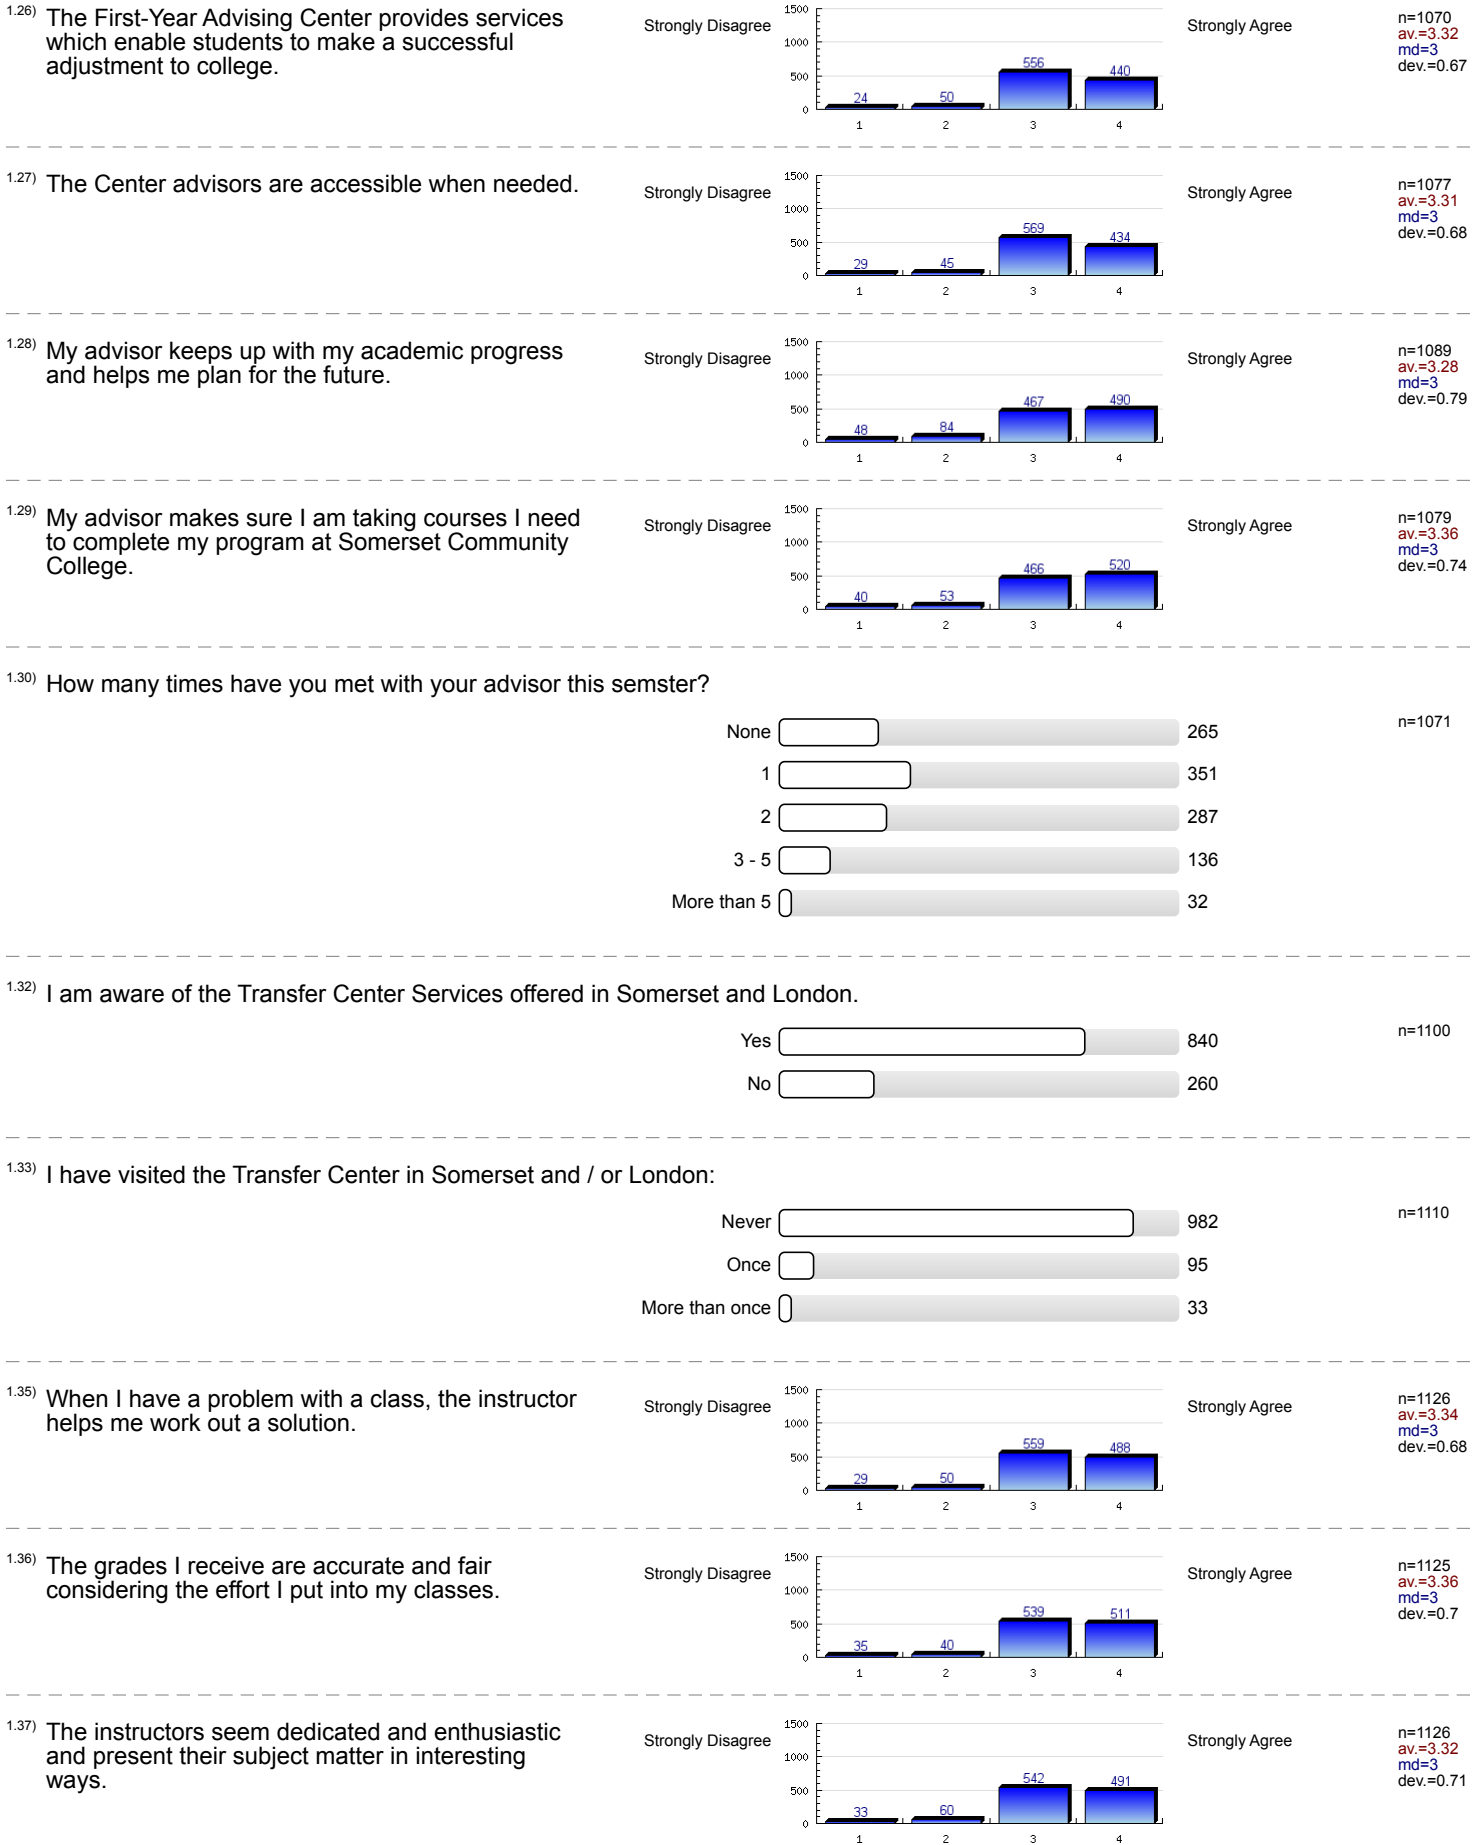 1.26) The First-Year Advising Center provides services
which enable students to make a successful
adjustment to college.
Strongly Disagree
1500
1000
500
0
24
50
556
440
1
2
3
4
Strongly Agree
n=1070
av.=3.32
md=3
dev.=0.67
1.27) The Center advisors are accessible when needed.
Strongly Disagree
1500
1000
500
0
29
45
569
434
1
2
3
4
Strongly Agree
n=1077
av.=3.31
md=3
dev.=0.68
1.28) My advisor keeps up with my academic progress
and helps me plan for the future.
Strongly Disagree
1500
1000
500
0
48
84
467
490
1
2
3
4
Strongly Agree
n=1089
av.=3.28
md=3
dev.=0.79
1.29) My advisor makes sure I am taking courses I need
to complete my program at Somerset Community
College.
Strongly Disagree
1500
1000
500
0
40
53
466
520
1
2
3
4
Strongly Agree
n=1079
av.=3.36
md=3
dev.=0.74
1.30) How many times have you met with your advisor this semster?
None 265
n=1071
1 351
2 287
3 - 5 136
More than 5 32
1.32) I am aware of the Transfer Center Services offered in Somerset and London.
Yes 840
n=1100
No 260
1.33) I have visited the Transfer Center in Somerset and / or London:
Never 982
n=1110
Once 95
More than once 33
1.35) When I have a problem with a class, the instructor
helps me work out a solution.
Strongly Disagree
1500
1000
500
0
29
50
559
488
1
2
3
4
Strongly Agree
n=1126
av.=3.34
md=3
dev.=0.68
1.36) The grades I receive are accurate and fair
considering the effort I put into my classes.
Strongly Disagree
1500
1000
500
0
35
40
539
511
1
2
3
4
Strongly Agree
n=1125
av.=3.36
md=3
dev.=0.7
1.37) The instructors seem dedicated and enthusiastic
and present their subject matter in interesting
ways.
Strongly Disagree
1500
1000
500
0
33
60
542
491
1
2
3
4
Strongly Agree
n=1126
av.=3.32
md=3
dev.=0.71